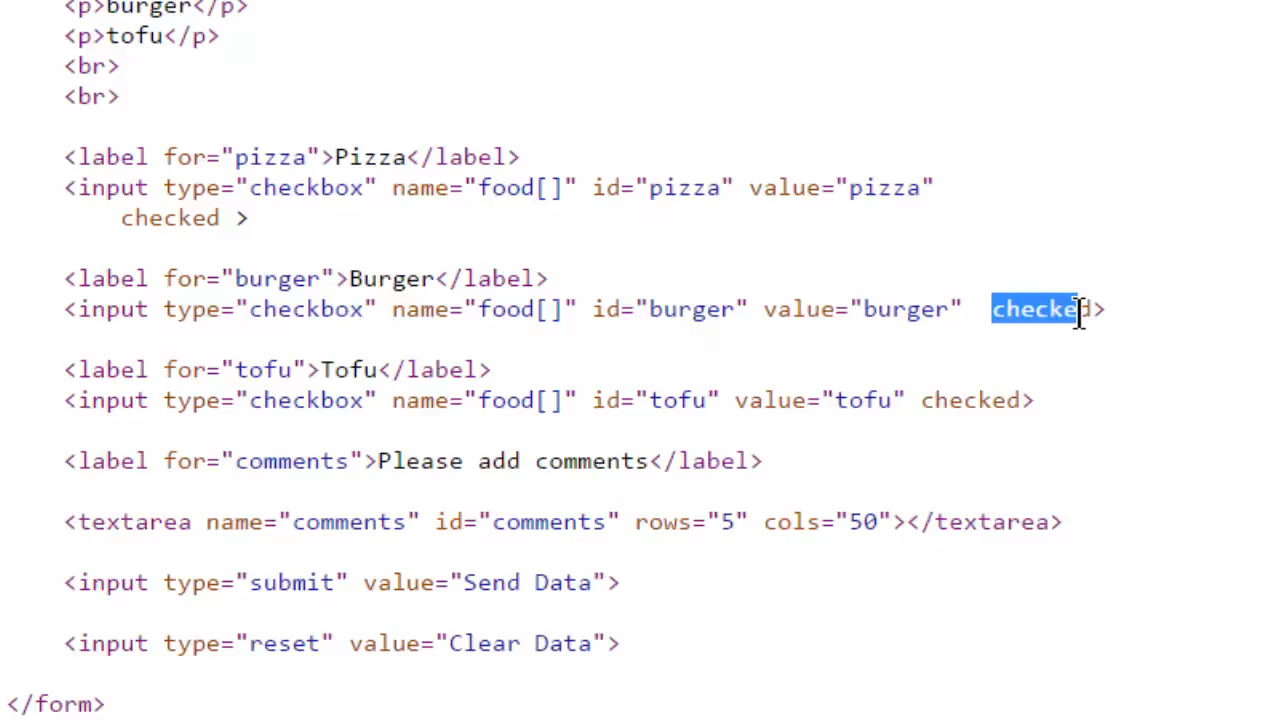 <p>burger</p>
<p>tofu</p>
<br>
<br>
<label for="pizza">Pizza</label>
<input type="checkbox" name="food[]" id="pizza" value="pizza"
checked >
<label for="burger">Burger</label>
<input type="checkbox" name="food[]" id="burger" value="burger"  checked>
<label for="tofu">Tofu</label>
<input type="checkbox" name="food[]" id="tofu" value="tofu" checked>
<label for="comments">Please add comments</label>
<textarea name="comments" id="comments" rows="5" cols="50"></textarea>
<input type="submit" value="Send Data">
<input type="reset" value="Clear Data">
</form>